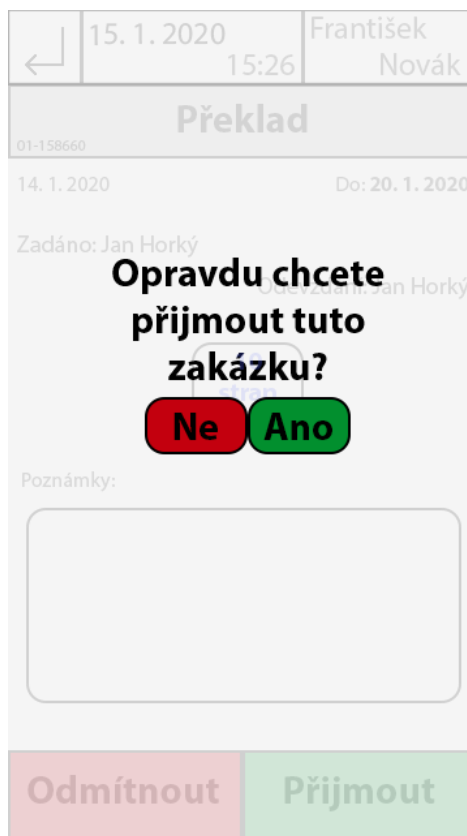 15. 1. 2020
15:26
František
Novák
Překlad
01-158660
14. 1. 2020
Do: 20. 1. 2020
Zadáno: Jan Horký
Odevzdání: Jan Horký
Opravdu chcete
přijmout tuto
zakázku?
stran
Ne
Ano
Poznámky:
Odmítnout
Přijmout